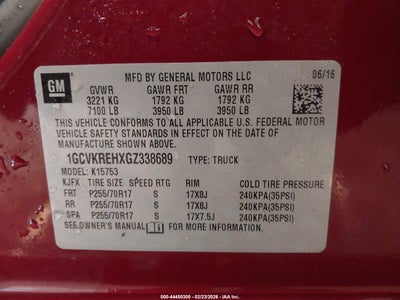 GM
MFD BY GENERAL MOTORS LLC
06/16
GVWR GAWR FRT GAWR RR
3221 KG 1792 KG 1792 KG
7100 LB 3950 LB 3950 LB
THIS VEHICLE CONFORMS TO ALL APPLICABLE U.S. FEDERAL MOTOR
VEHICLE SAFETY STANDARDS IN EFFECT ON THE DATE OF
MANUFACTURE SHOWN ABOVE.
1GCVKREHXGZ338689 TYPE: TRUCK
MODEL: K15753
KJFX TIRE SIZE SPEED RTG RIM COLD TIRE PRESSURE
FRT P255/70R17 S 17X8J 240KPA(35PSI)
RR P255/70R17 S 17X8J 240KPA(35PSI)
SPA P255/70R17 S 17X7.5J 240KPA(35PSI)
SEE OWNER'S MANUAL FOR MORE INFORMATION
000-44450300 - 02/23/2026 - IAA Inc.